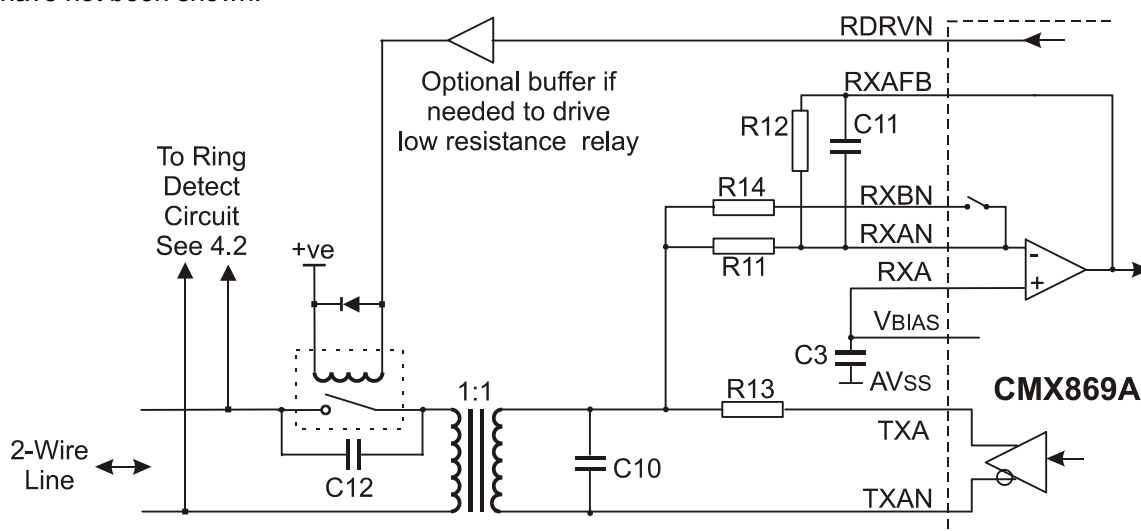 have not been shown.
RDRVN
Optional buffer if
needed to drive
low resistance relay
RXAFB
R12
C11
To Ring
Detect
Circuit
See 4.2
R14
RXBN
+ve
R11
RXAN
-
+
RXA
VBIAS
C3
AVSS
CMX869A
1:1
R13
TXA
2-Wire
Line
C12
C10
TXAN